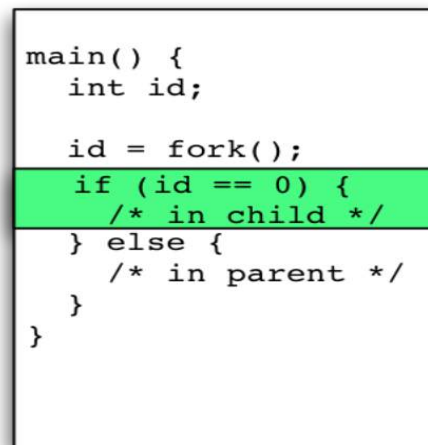 main() {
  int id;

  id = fork();
  if (id == 0) {
    /* in child */
  } else {
    /* in parent */
  }
}